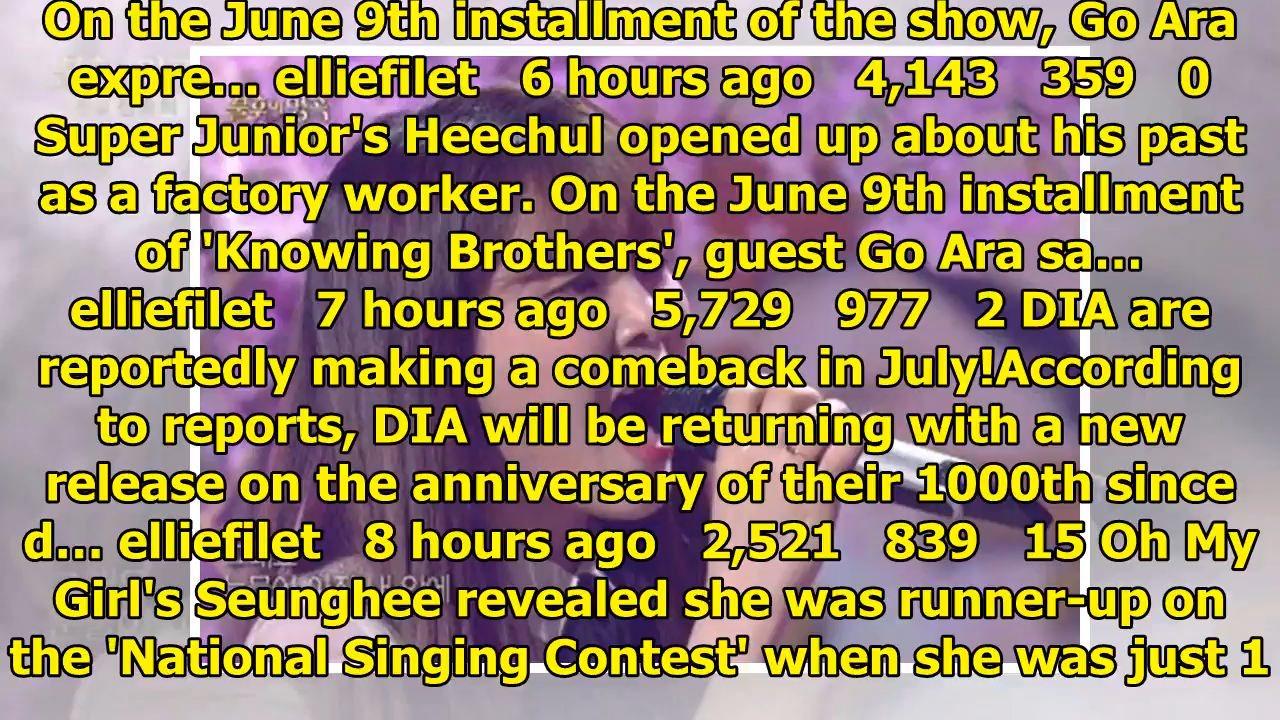 On the June 9th installment of the show, Go Ara
expre... elliefilet 6 hours ago 4,143 359 0
Super Junior's Heechul opened up about his past
as a factory worker. On the June 9th installment
of 'Knowing Brothers', guest Go Ara sa...
elliefilet 7 hours ago 5,729 977 2 DIA are
reportedly making a comeback in July!According
to reports, DIA will be returning with a new
release on the anniversary of their 1000th since
d... elliefilet 8 hours ago 2,521 839 15 Oh My
Girl's Seunghee revealed she was runner-up on
the 'National Singing Contest' when she was just 1